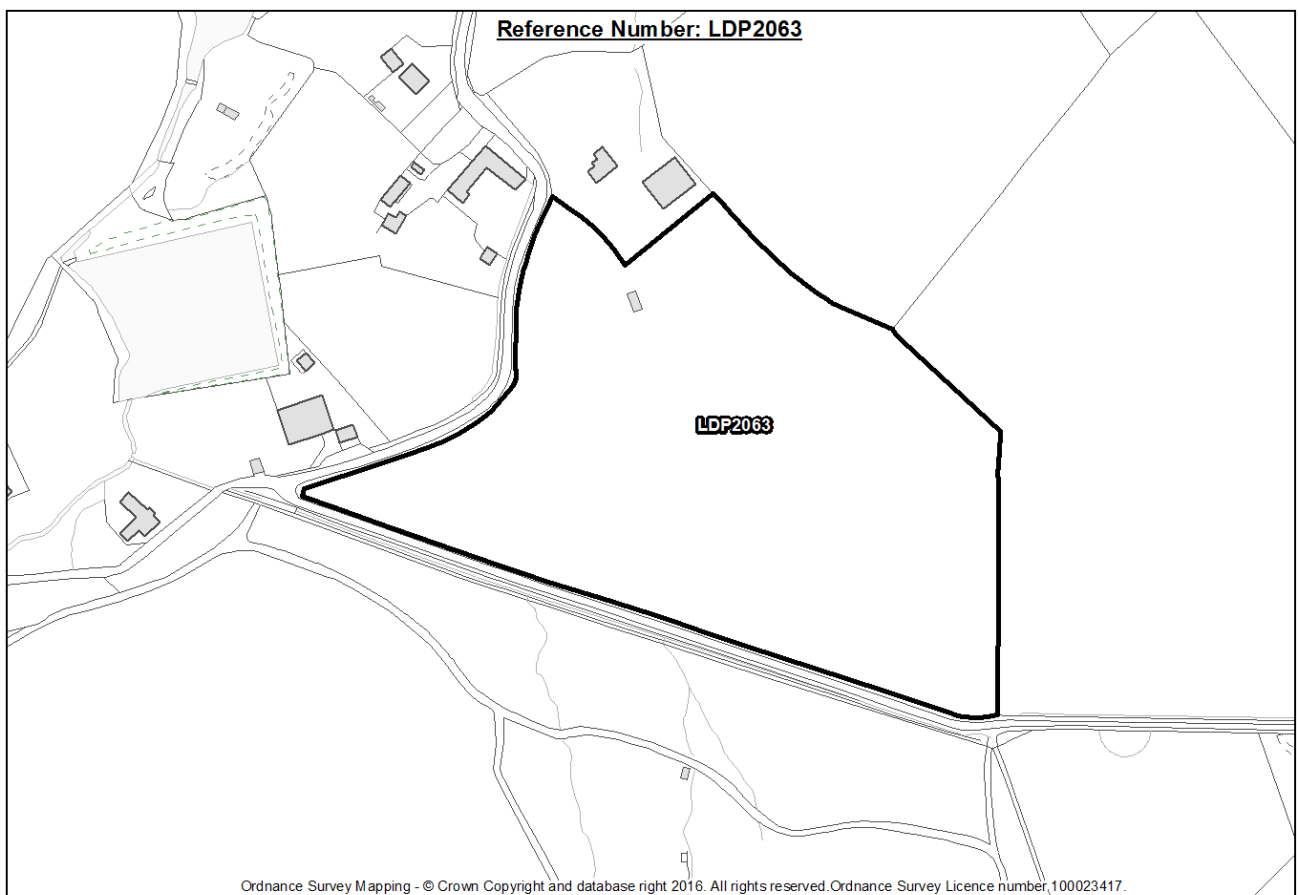 Reference Number: LDP2063
LDP2063
Ordnance Survey Mapping - © Crown Copyright and database right 2016. All rights reserved.Ordnance Survey Licence number,100023417.